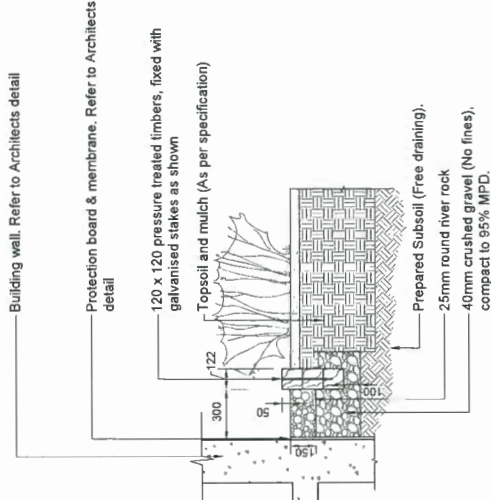 Building wall. Refer to Architects detail
Protection board & membrane. Refer to Architects
detail
120 x 120 pressure treated timbers, fixed with
galvanised stakes as shown
Topsoil and mulch (As per specification)
300
122
50
150
100
Prepared Subsoil (Free draining).
25mm round river rock
40mm crushed gravel (No fines),
compact to 95% MPD.